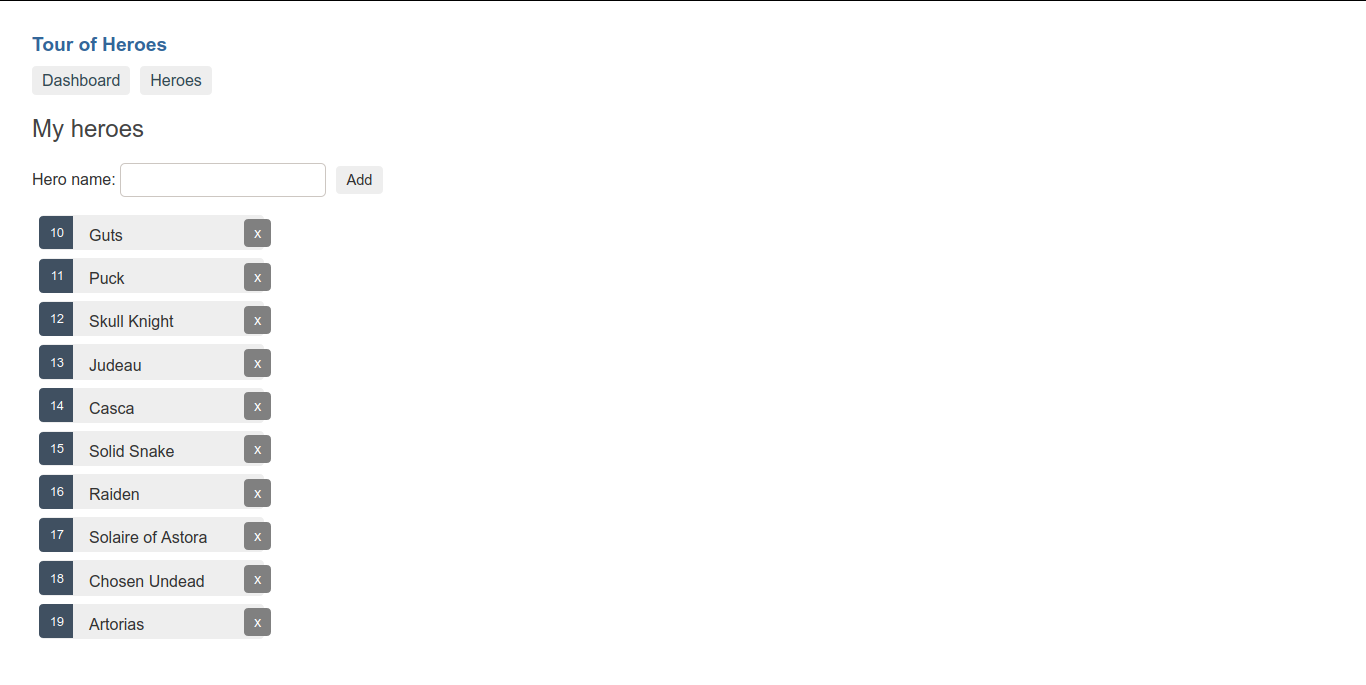 Tour of Heroes
Dashboard Heroes
My heroes
Hero name: Add
10 Guts x
11 Puck x
12 Skull Knight x
13 Judeau x
14 Casca x
15 Solid Snake x
16 Raiden x
17 Solaire of Astora x
18 Chosen Undead x
19 Artorias x